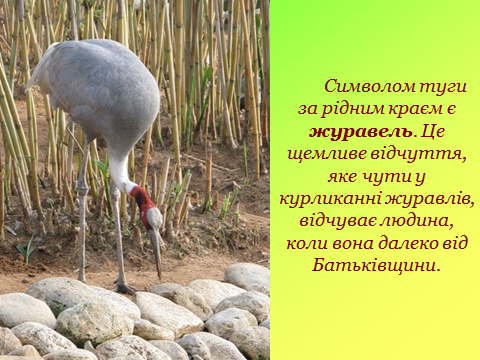 Символом туги
за рідним краєм є
журавель. Це
щемливе відчуття,
яке чути у
курликанні журавлів,
відчуває людина,
коли вона далеко від
Батьківщини.